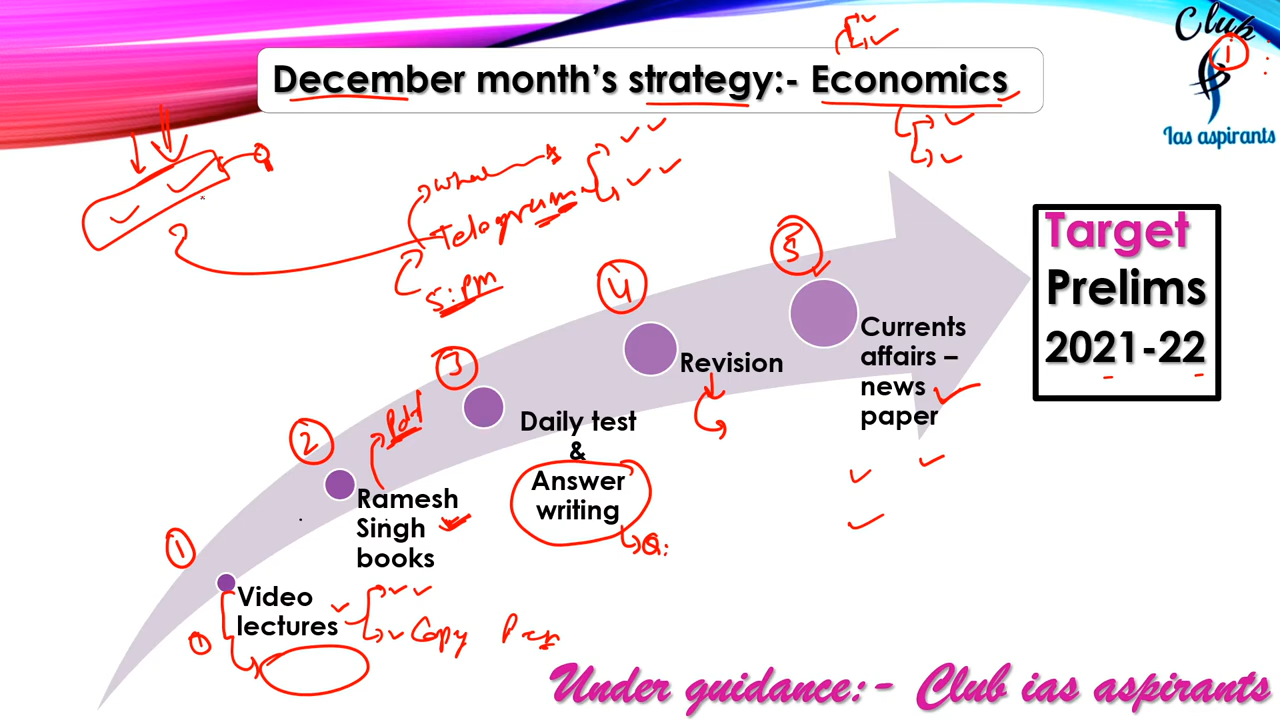 Club
Ias aspirants
December month's strategy:- Economics
Telegram
5:pm
Target
Prelims
2021-22
5
Currents
affairs –
news
paper
4
Revision
3
Daily test
&
Answer
writing
Q:
2
Pdf
Ramesh
Singh
books
1
Video
lectures
Copy Pen
Under guidance:- Club ias aspirants